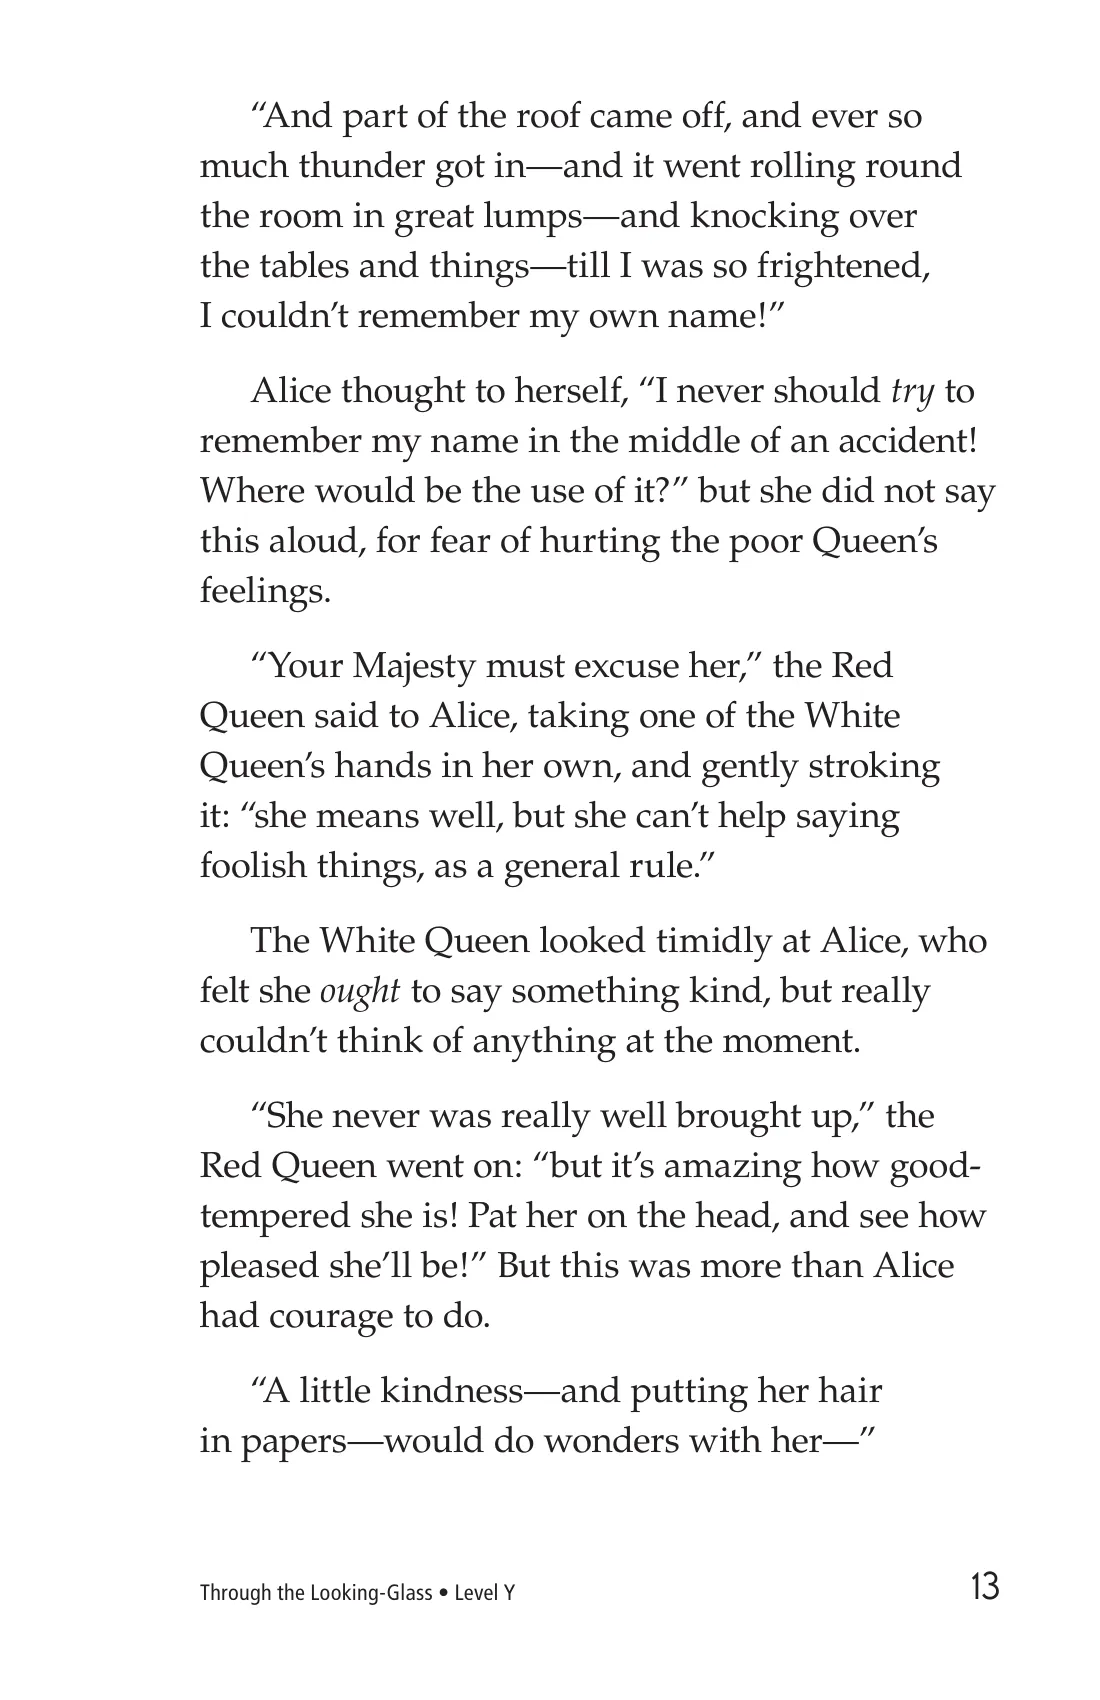 “And part of the roof came off, and ever so
much thunder got in—and it went rolling round
the room in great lumps—and knocking over
the tables and things—till I was so frightened,
I couldn’t remember my own name!”
Alice thought to herself, “I never should try to
remember my name in the middle of an accident!
Where would be the use of it?” but she did not say
this aloud, for fear of hurting the poor Queen’s
feelings.
“Your Majesty must excuse her,” the Red
Queen said to Alice, taking one of the White
Queen’s hands in her own, and gently stroking
it: “she means well, but she can’t help saying
foolish things, as a general rule.”
The White Queen looked timidly at Alice, who
felt she ought to say something kind, but really
couldn’t think of anything at the moment.
“She never was really well brought up,” the
Red Queen went on: “but it’s amazing how good-
tempered she is! Pat her on the head, and see how
pleased she’ll be!” But this was more than Alice
had courage to do.
“A little kindness—and putting her hair
in papers—would do wonders with her—”
Through the Looking-Glass • Level Y 13